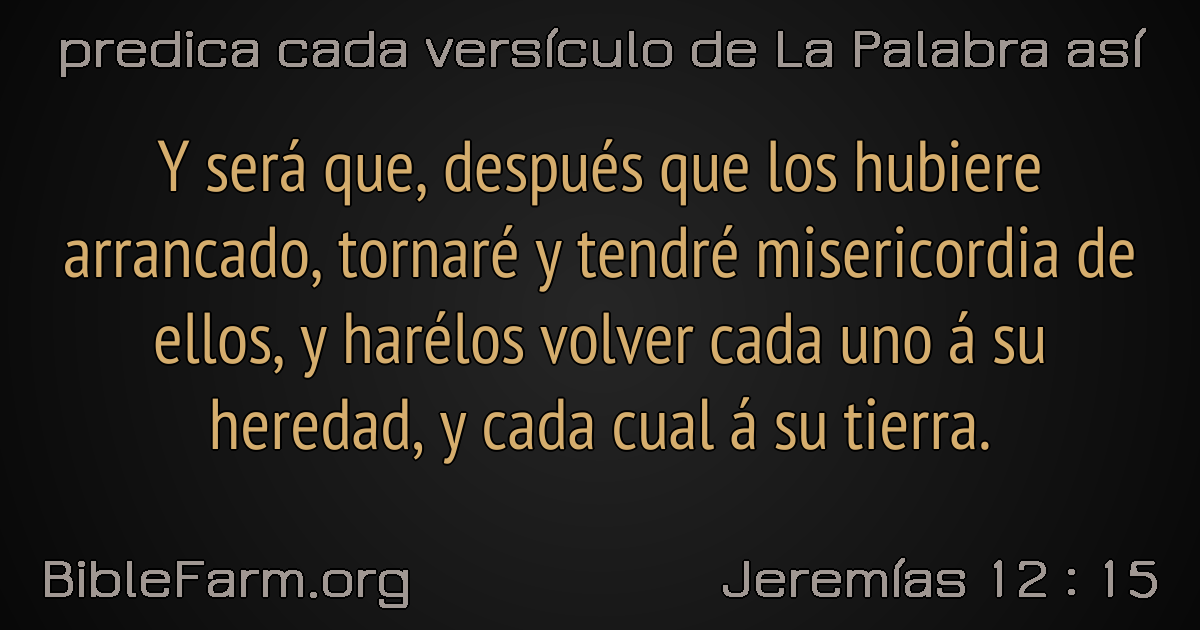 predica cada versículo de La Palabra así
Y será que, después que los hubiere
arrancado, tornaré y tendré misericordia de
ellos, y harélos volver cada uno á su
heredad, y cada cual á su tierra.
BibleFarm.org
Jeremías 12 : 15